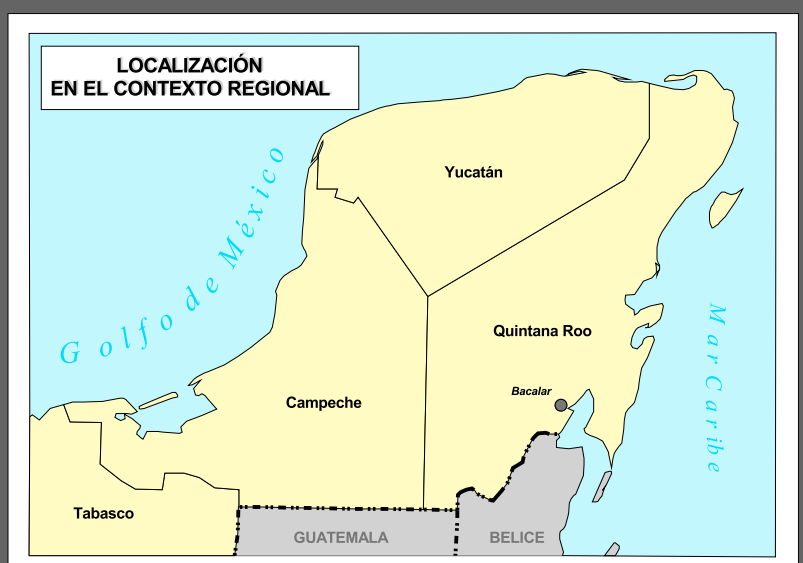 LOCALIZACIÓN
EN EL CONTEXTO REGIONAL
Golfo de México
Yucatán
Quintana Roo
Mar Caribe
Bacalar
Campeche
Tabasco
GUATEMALA
BELICE